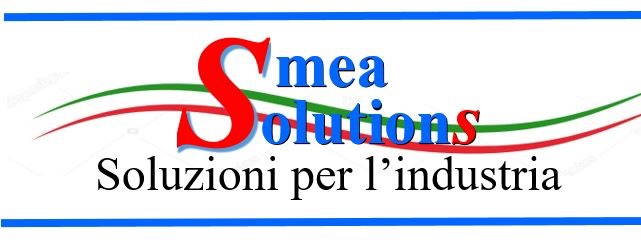 Smea
Solutions
Soluzioni per l'industria